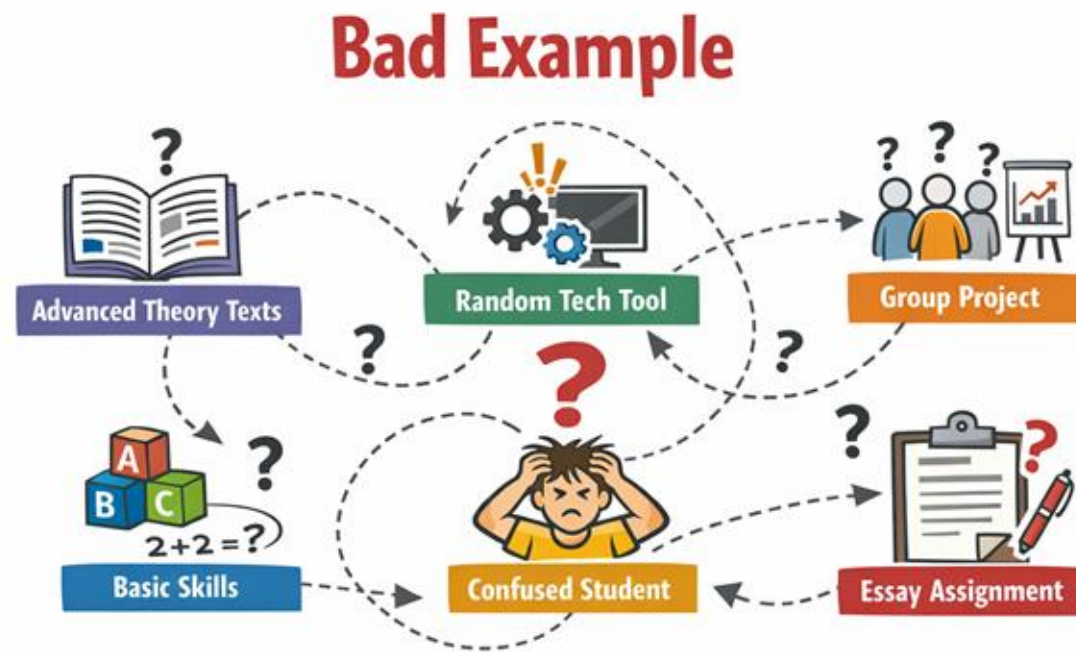 Bad Example
?
Advanced Theory Texts
Random Tech Tool
? ? ?
Group Project
?
?
?
A
B C
2+2=?
?
Basic Skills
Confused Student
?
?
Essay Assignment